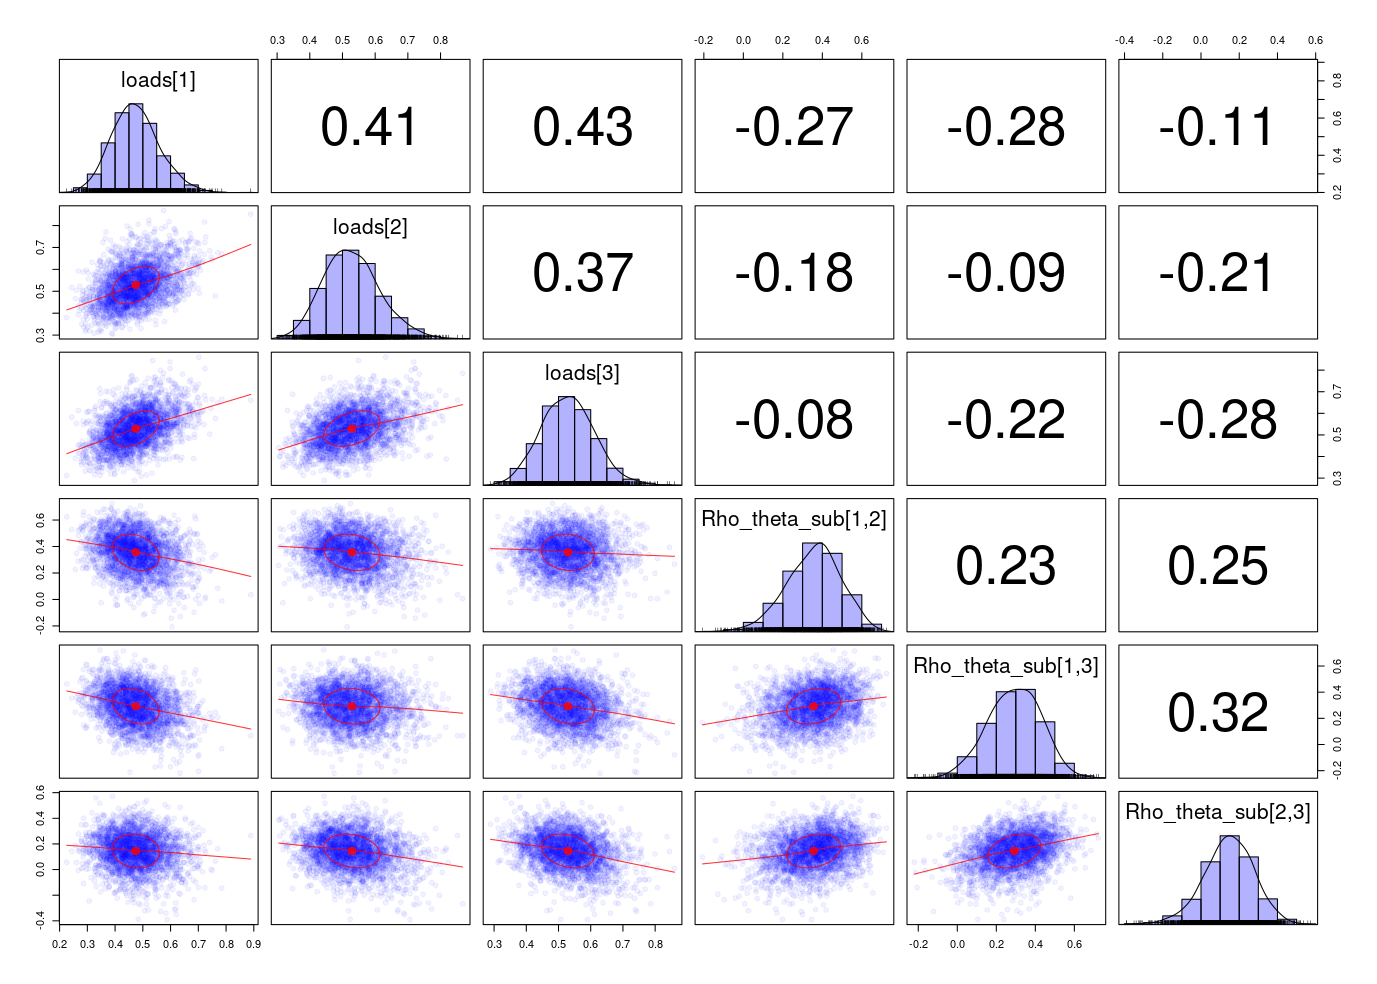 0.3 0.4 0.5 0.6 0.7 0.8 -0.2 0.0 0.2 0.4 0.6 -0.4 0.0 0.2 0.4 0.6
loads[1] 0.41 0.43 -0.27 -0.28 -0.11
0.2 0.4 0.6 0.8
loads[2] 0.37 -0.18 -0.09 -0.21
0.3 0.5 0.7
loads[3] -0.08 -0.22 -0.28
0.3 0.5 0.7
Rho_theta_sub[1,2] 0.23 0.25
-0.2 0.0 0.2 0.4 0.6
Rho_theta_sub[1,3] 0.32
-0.2 0.0 0.2 0.4 0.6
Rho_theta_sub[2,3]
-0.4 0.0 0.2 0.4 0.6
0.2 0.3 0.4 0.5 0.6 0.7 0.8 0.9 0.3 0.4 0.5 0.6 0.7 0.8 -0.2 0.0 0.2 0.4 0.6